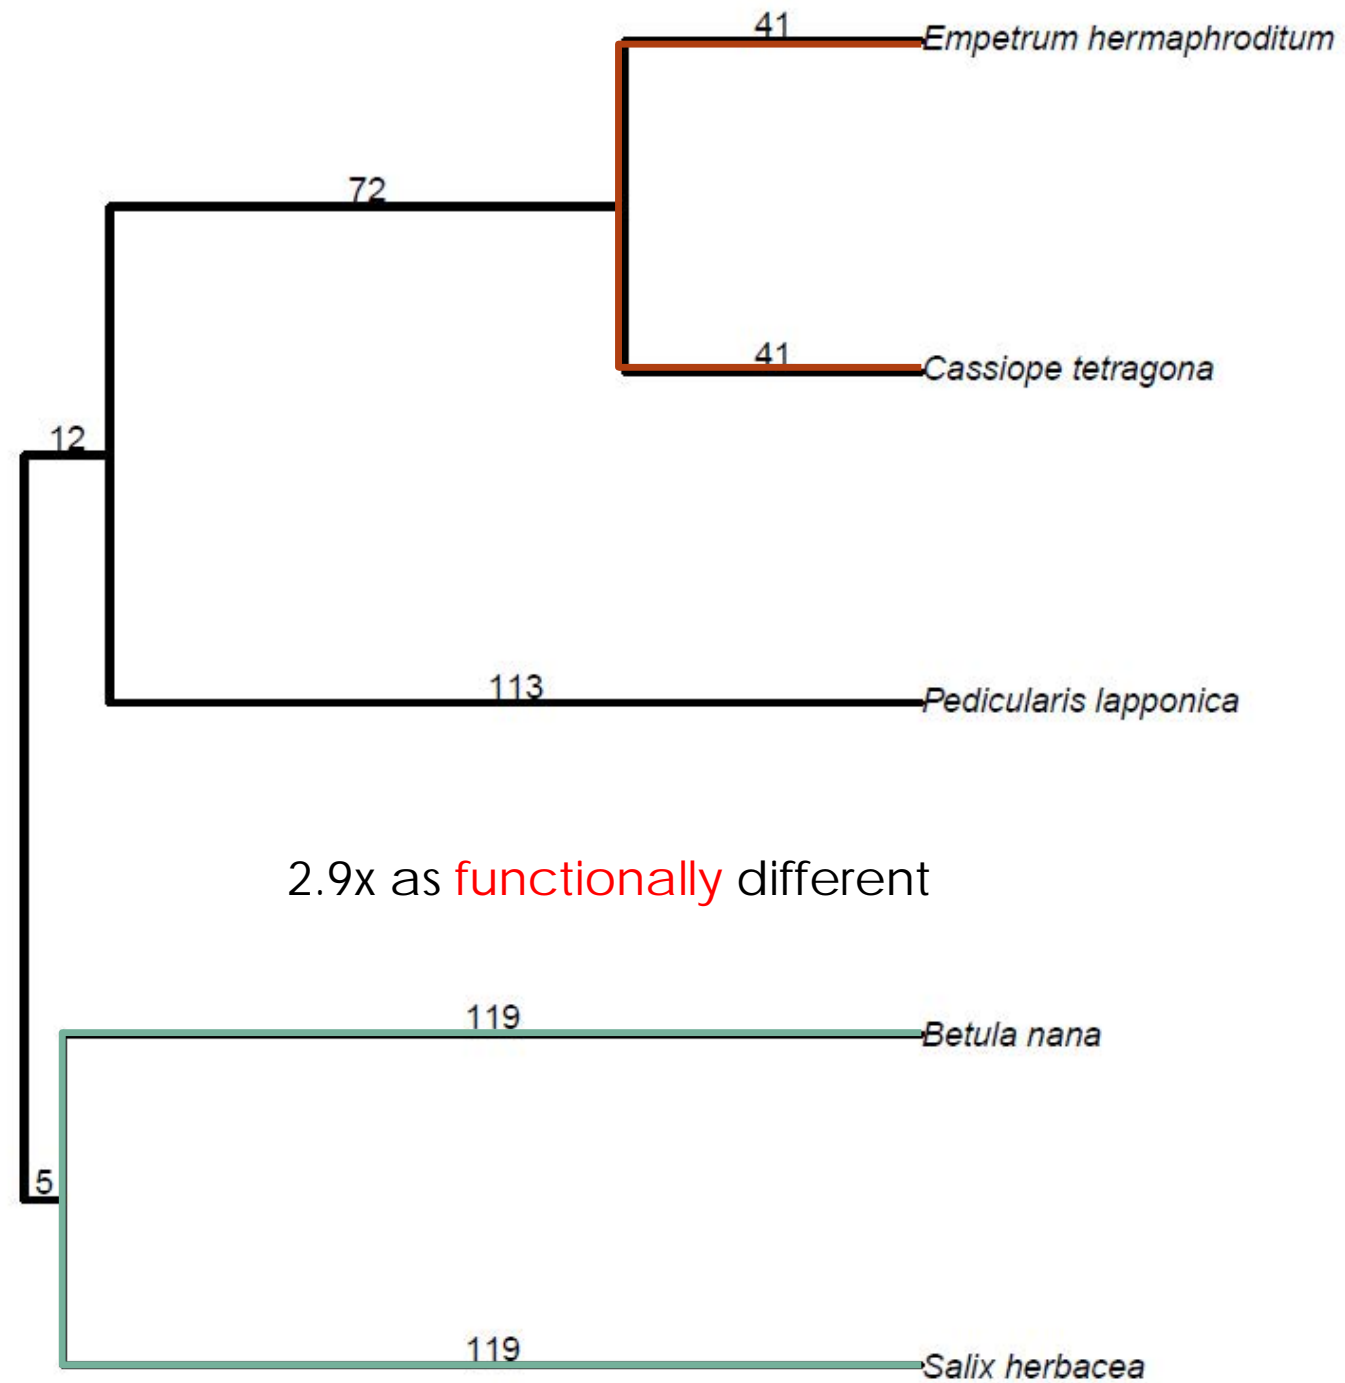 41
Empetrum hermaphroditum
72
41
Cassiope tetragona
12
113
Pedicularis lapponica
2.9x as functionally different
119
Betula nana
5
119
Salix herbacea